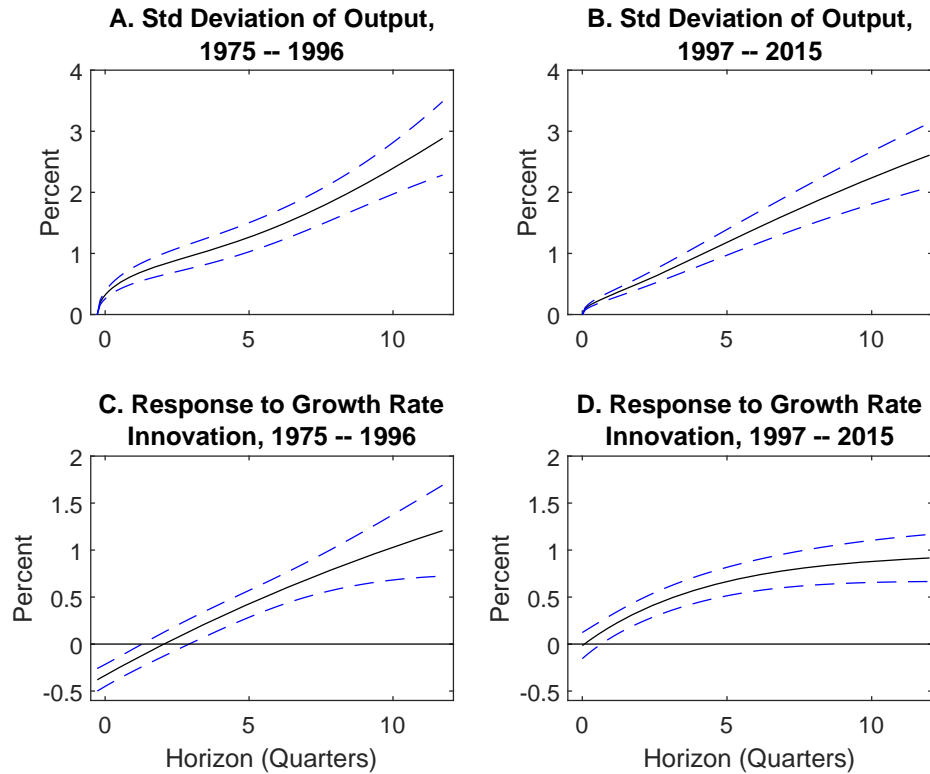 A. Std Deviation of Output,
1975 -- 1996
4
3
2
1
0
Percent
0 5 10
B. Std Deviation of Output,
1997 -- 2015
4
3
2
1
0
Percent
0 5 10
C. Response to Growth Rate
Innovation, 1975 -- 1996
2
1.5
1
0.5
0
-0.5
Percent
0 5 10
Horizon (Quarters)
D. Response to Growth Rate
Innovation, 1997 -- 2015
2
1.5
1
0.5
0
-0.5
Percent
0 5 10
Horizon (Quarters)